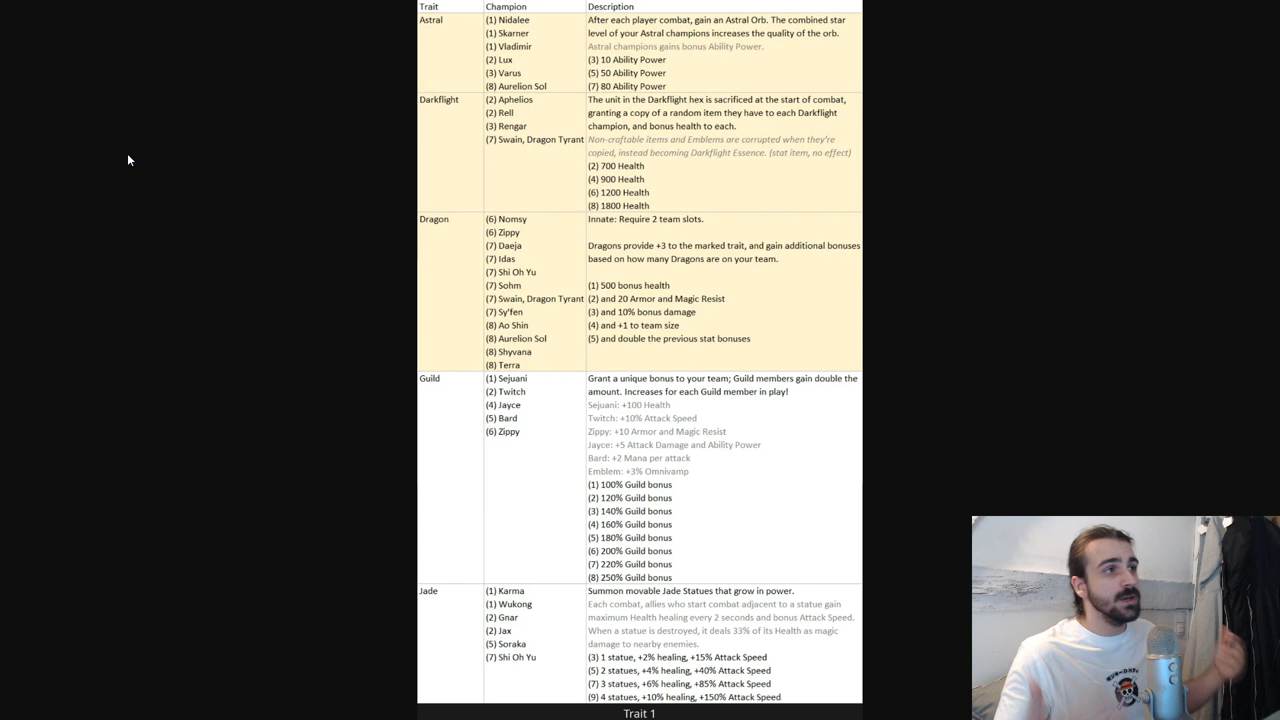 Trait Champion Description
Astral (1) Nidalee After each player combat, gain an Astral Orb. The combined star
(1) Skarner level of your Astral champions increases the quality of the orb.
(1) Vladimir Astral champions gains bonus Ability Power.
(2) Lux (3) 10 Ability Power
(3) Varus (5) 50 Ability Power
(8) Aurelion Sol (7) 80 Ability Power
Darkflight (2) Aphelios The unit in the Darkflight hex is sacrificed at the start of combat,
(2) Rell granting a copy of a random item they have to each Darkflight
(3) Rengar champion, and bonus health to each.
(7) Swain, Dragon Tyrant Non-craftable items and Emblems are corrupted when they're
copied, instead becoming Darkflight Essence. (stat item, no effect)
(2) 700 Health
(4) 900 Health
(6) 1200 Health
(8) 1800 Health
Dragon (6) Nomsy Innate: Require 2 team slots.
(6) Zippy
(7) Daeja Dragons provide +3 to the marked trait, and gain additional bonuses
(7) Idas based on how many Dragons are on your team.
(7) Shi Oh Yu
(7) Sohm (1) 500 bonus health
(7) Swain, Dragon Tyrant (2) and 20 Armor and Magic Resist
(7) Sy'fen (3) and 10% bonus damage
(8) Ao Shin (4) and +1 to team size
(8) Aurelion Sol (5) and double the previous stat bonuses
(8) Shyvana
(8) Terra
Guild (1) Sejuani Grant a unique bonus to your team; Guild members gain double the
(2) Twitch amount. Increases for each Guild member in play!
(4) Jayce Sejuani: +100 Health
(5) Bard Twitch: +10% Attack Speed
(6) Zippy Zippy: +10 Armor and Magic Resist
Jayce: +5 Attack Damage and Ability Power
Bard: +2 Mana per attack
Emblem: +3% Omnivamp
(1) 100% Guild bonus
(2) 120% Guild bonus
(3) 140% Guild bonus
(4) 160% Guild bonus
(5) 180% Guild bonus
(6) 200% Guild bonus
(7) 220% Guild bonus
(8) 250% Guild bonus
Jade (1) Karma Summon movable Jade Statues that grow in power.
(1) Wukong Each combat, allies who start combat adjacent to a statue gain
(2) Gnar maximum Health healing every 2 seconds and bonus Attack Speed.
(2) Jax When a statue is destroyed, it deals 33% of its Health as magic
(5) Soraka damage to nearby enemies.
(7) Shi Oh Yu (3) 1 statue, +2% healing, +15% Attack Speed
(5) 2 statues, +4% healing, +40% Attack Speed
(7) 3 statues, +6% healing, +85% Attack Speed
(9) 4 statues, +10% healing, +150% Attack Speed
Trait 1